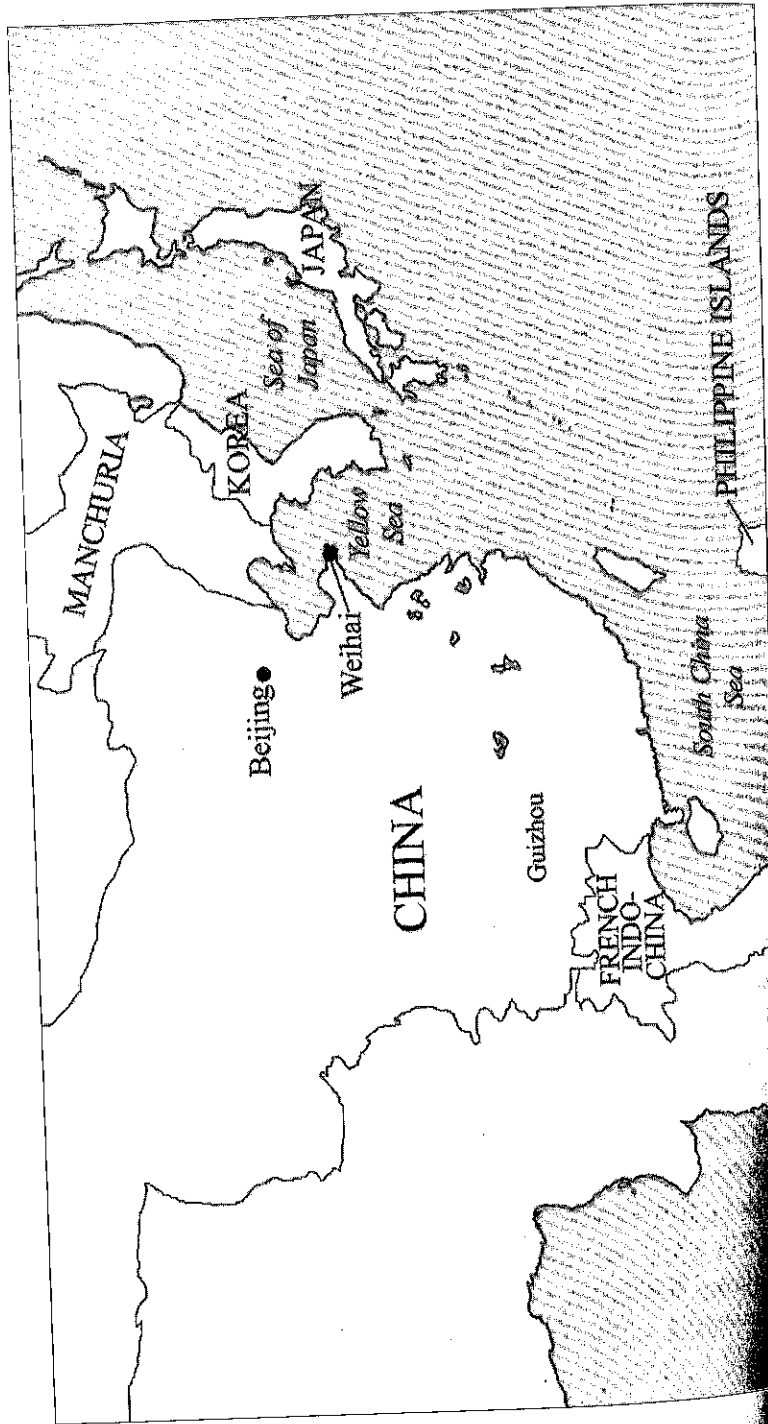 MANCHURIA
KOREA
Sea of
Japan
JAPAN
Beijing
Weihai
Yellow
Sea
CHINA
Guizhou
FRENCH
INDO-
CHINA
South China
Sea
PHILIPPINE ISLANDS